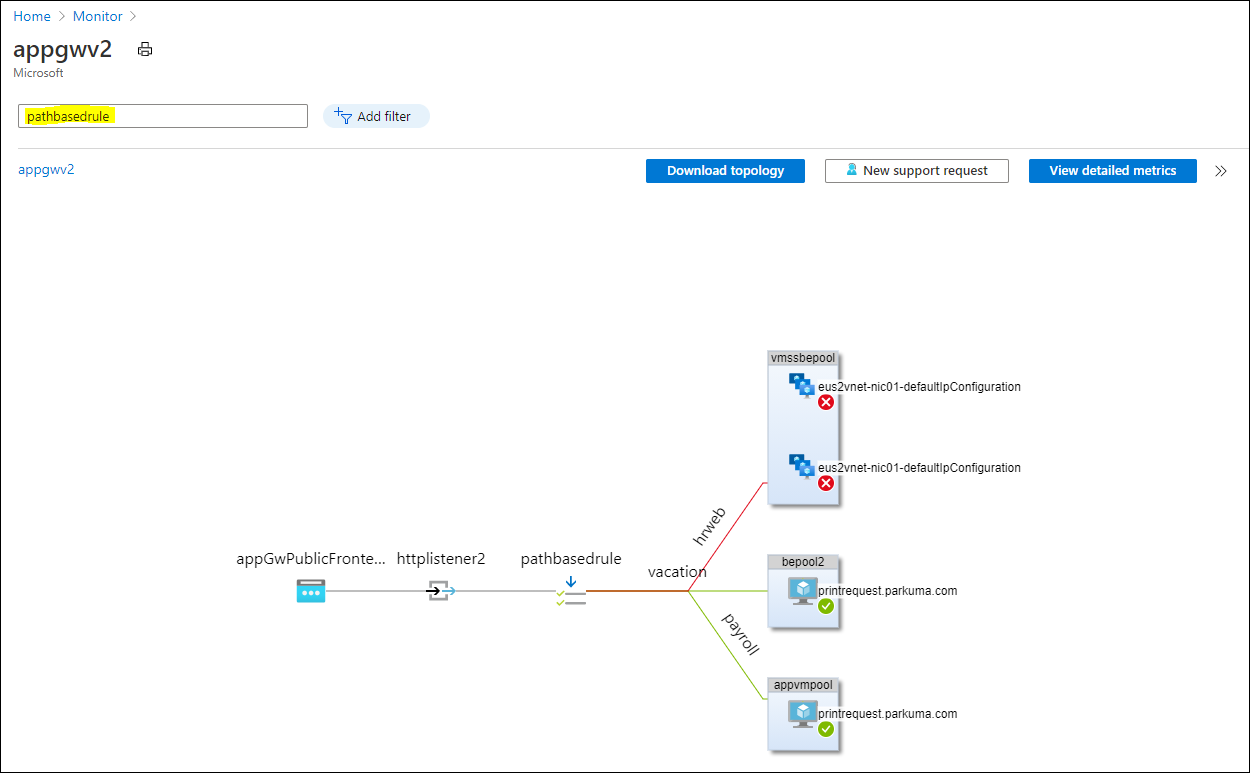 Home > Monitor >
appgwv2
Microsoft
pathbasedrule
Add filter
appgwv2
Download topology
New support request
View detailed metrics
vmssbepool
eus2vnet-nic01-defaultIpConfiguration
eus2vnet-nic01-defaultIpConfiguration
hrweb
appGwPublicFronte...
httplistener2
pathbasedrule
vacation
bepool2
printrequest.parkuma.com
payroll
appvmpool
printrequest.parkuma.com